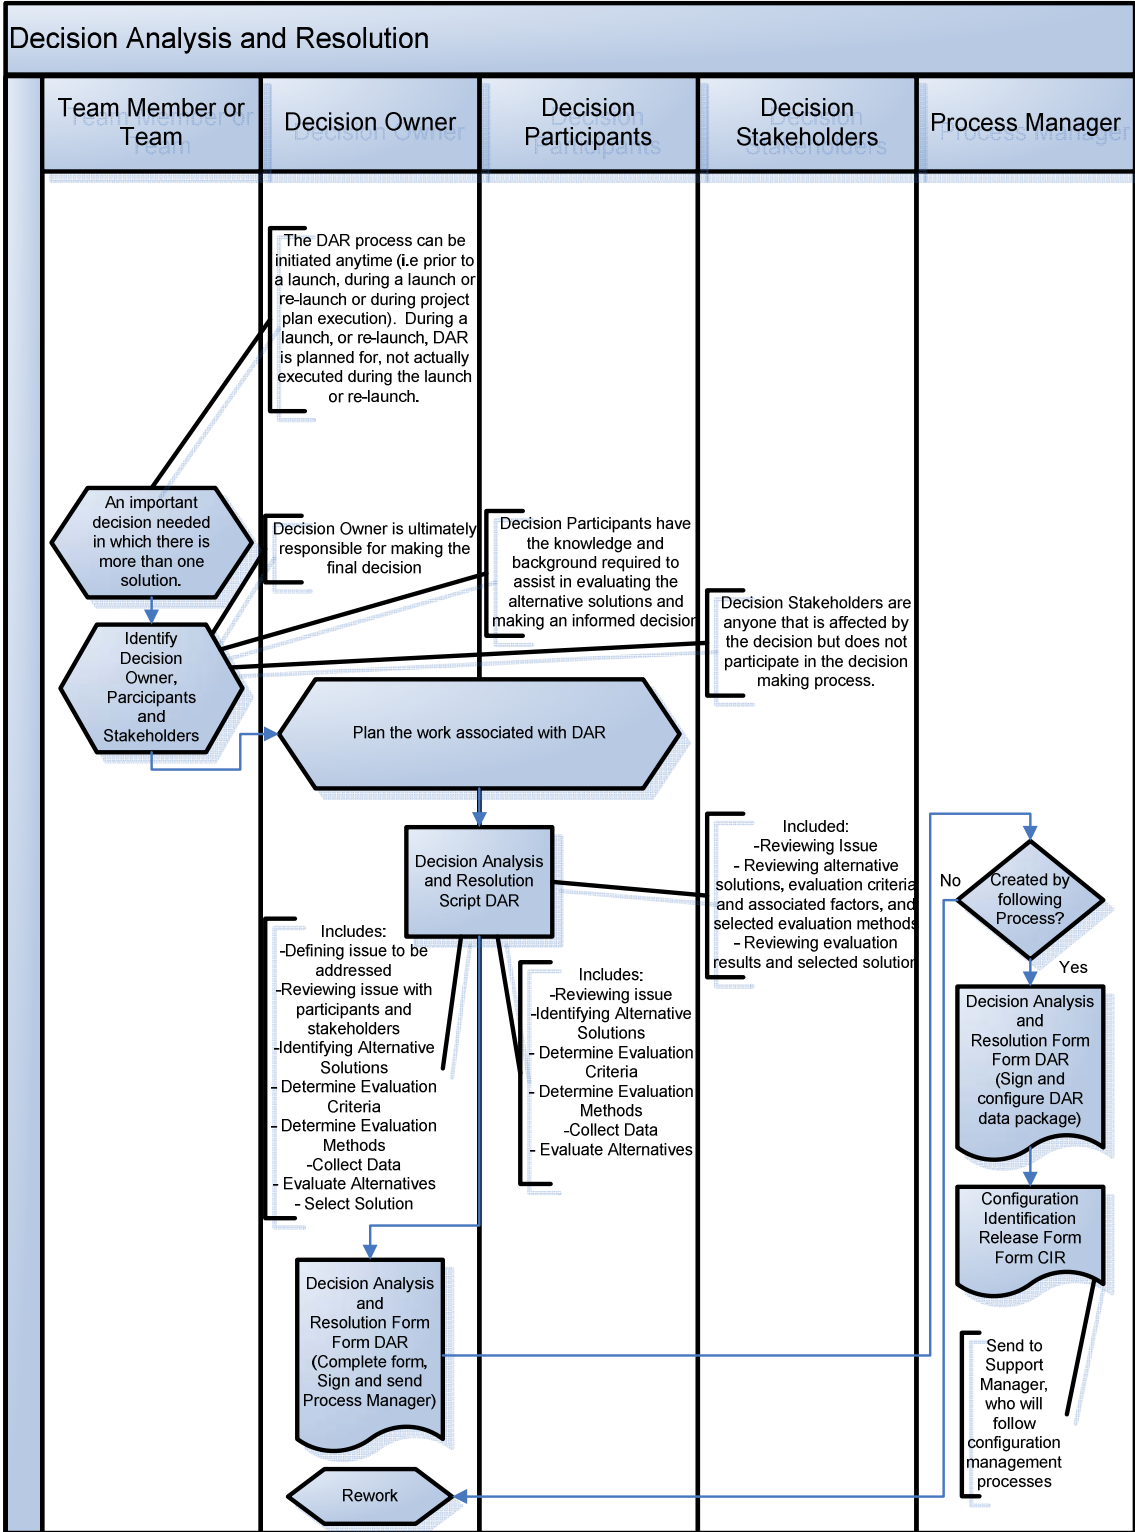 Decision Analysis and Resolution
Team Member or
Team
Decision Owner
Decision
Participants
Decision
Stakeholders
Process Manager
The DAR process can be
initiated anytime (i.e prior to
a launch, during a launch or
re-launch or during project
plan execution).  During a
launch, or re-launch, DAR
is planned for, not actually
executed during the launch
or re-launch.
An important
decision needed
in which there is
more than one
solution.
Decision Owner is ultimately
responsible for making the
final decision
Decision Participants have
the knowledge and
background required to
assist in evaluating the
alternative solutions and
making an informed decision
Decision Stakeholders are
anyone that is affected by
the decision but does not
participate in the decision
making process.
Identify
Decision
Owner,
Parcicipants
and
Stakeholders
Plan the work associated with DAR
Decision Analysis
and Resolution
Script DAR
Included:
-Reviewing Issue
- Reviewing alternative
solutions, evaluation criteria
and associated factors, and
selected evaluation methods
- Reviewing evaluation
results and selected solution
Created by
following
Process?
No
Yes
Includes:
-Defining issue to be
addressed
-Reviewing issue with
participants and
stakeholders
-Identifying Alternative
Solutions
- Determine Evaluation
Criteria
- Determine Evaluation
Methods
-Collect Data
- Evaluate Alternatives
- Select Solution
Includes:
-Reviewing issue
-Identifying Alternative
Solutions
- Determine Evaluation
Criteria
- Determine Evaluation
Methods
-Collect Data
- Evaluate Alternatives
Decision Analysis
and
Resolution Form
Form DAR
(Sign and
configure DAR
data package)
Configuration
Identification
Release Form
Form CIR
Decision Analysis
and
Resolution Form
Form DAR
(Complete form,
Sign and send
Process Manager)
Send to
Support
Manager,
who will
follow
configuration
management
processes
Rework